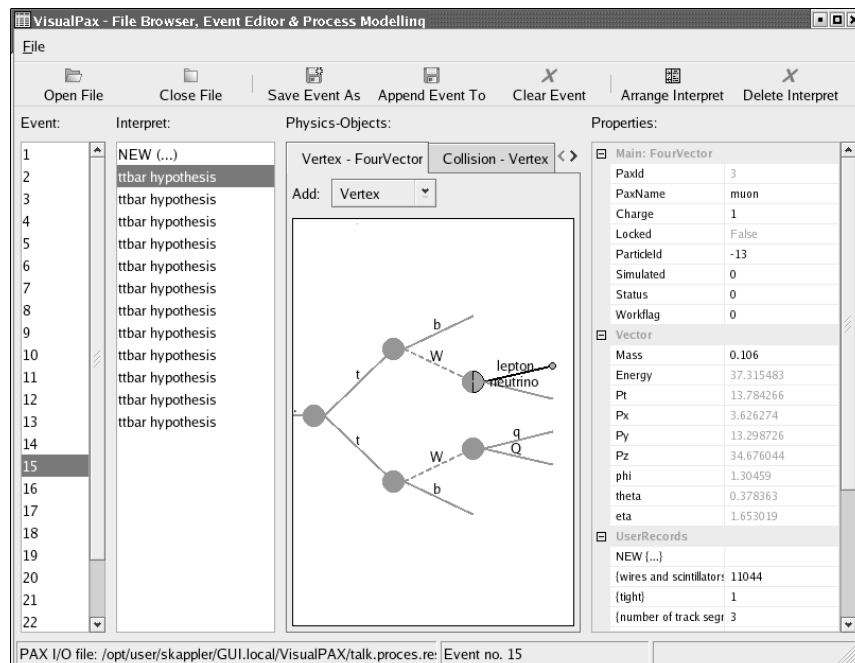 VisualPax - File Browser, Event Editor & Process Modelling
File
Open File Close File Save Event As Append Event To Clear Event Arrange Interpret Delete Interpret
Event: Interpret: Physics-Objects: Properties:
1
2
3
4
5
6
7
8
9
10
11
12
13
14
15
16
17
18
19
20
21
22
NEW (...)
ttbar hypothesis
ttbar hypothesis
ttbar hypothesis
ttbar hypothesis
ttbar hypothesis
ttbar hypothesis
ttbar hypothesis
ttbar hypothesis
ttbar hypothesis
ttbar hypothesis
ttbar hypothesis
ttbar hypothesis
Vertex - FourVector Collision - Vertex
Add: Vertex
b
W
lepton
neutrino
t
t
q
Q
W
b
Main: FourVector
PaxId 3
PaxName muon
Charge 1
Locked False
ParticleId -13
Simulated 0
Status 0
Workflag 0
Vector
Mass 0.106
Energy 37.315483
Pt 13.784266
Px 3.626274
Py 13.298726
Pz 34.676044
phi 1.30459
theta 0.378363
eta 1.653019
UserRecords
NEW {...}
{wires and scintillators 11044
{tight} 1
{number of track segr 3
PAX I/O file: /opt/user/skappler/GUI.local/VisualPAX/talk.proces.re: Event no. 15